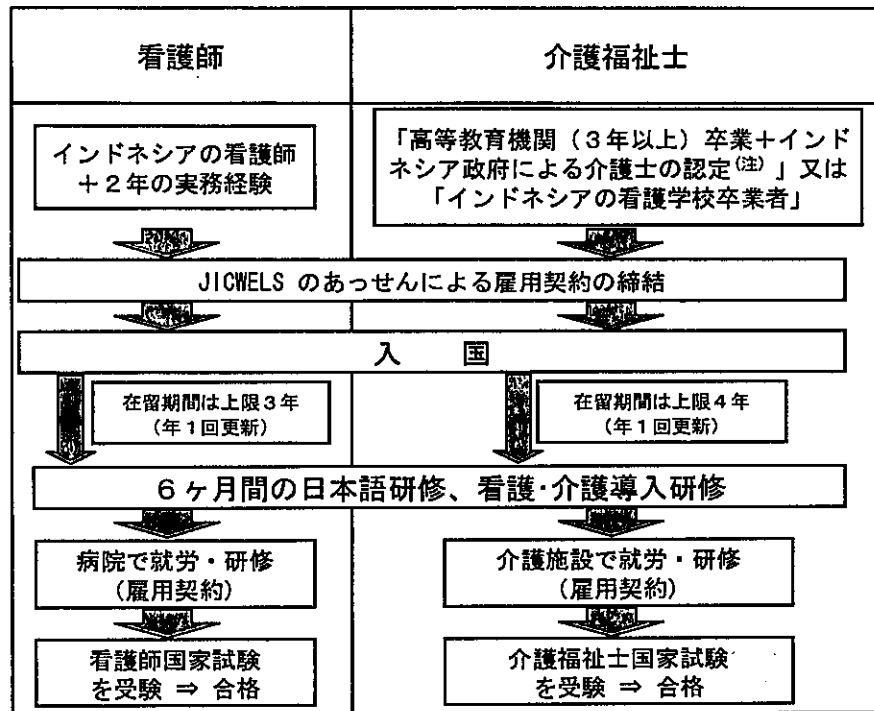 看護師
介護福祉士
インドネシアの看護師
+２年の実務経験
「高等教育機関（３年以上）卒業+インド
ネシア政府による介護士の認定(注)」又は
「インドネシアの看護学校卒業者」
JICWELS のあっせんによる雇用契約の締結
入　国
在留期間は上限３年
(年１回更新)
在留期間は上限４年
(年１回更新)
６ヶ月間の日本語研修、看護・介護導入研修
病院で就労・研修
(雇用契約)
介護施設で就労・研修
(雇用契約)
看護師国家試験
を受験 ⇒ 合格
介護福祉士国家試験
を受験 ⇒ 合格